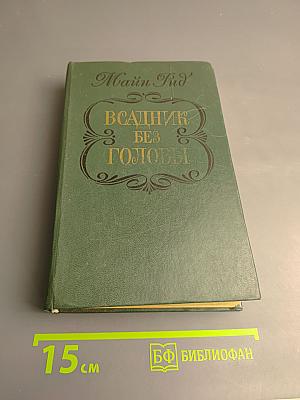 Майн Рид
ВСАДНИК
БЕЗ
ГОЛОВЫ
15 см
БФ БИБЛИОФАН